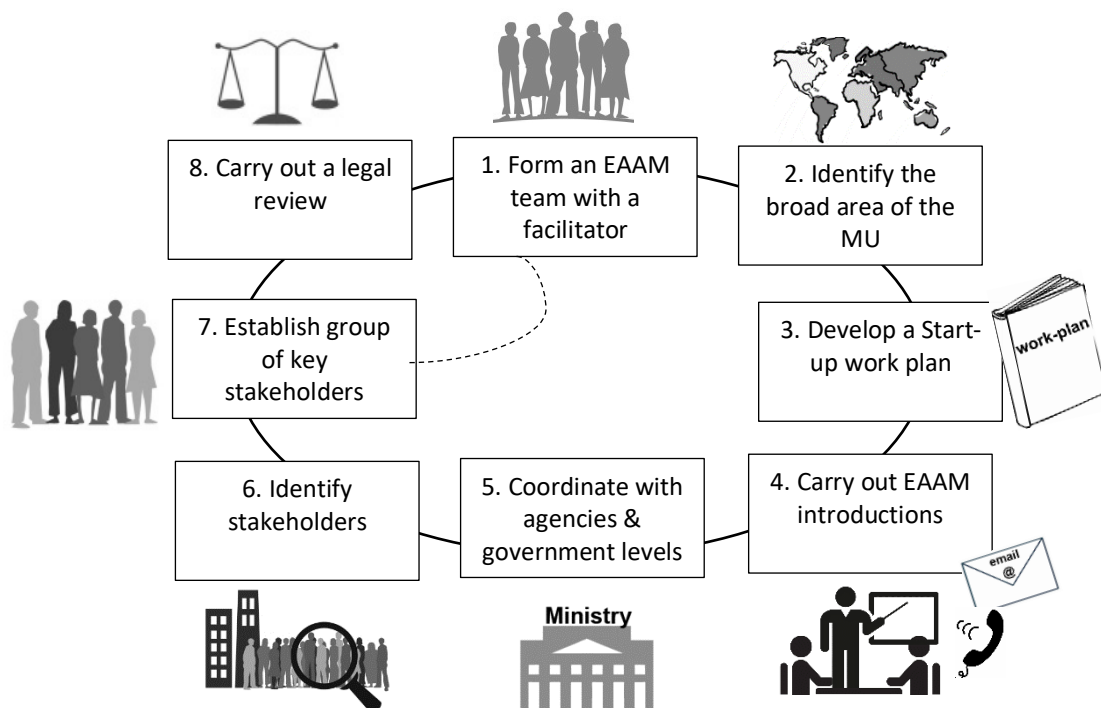 1. Form an EAAM
team with a
facilitator
2. Identify the
broad area of the
MU
3. Develop a Start-
up work plan
work-plan
4. Carry out EAAM
introductions
email
@
5. Coordinate with
agencies &
government levels
Ministry
6. Identify
stakeholders
7. Establish group
of key
stakeholders
8. Carry out a legal
review